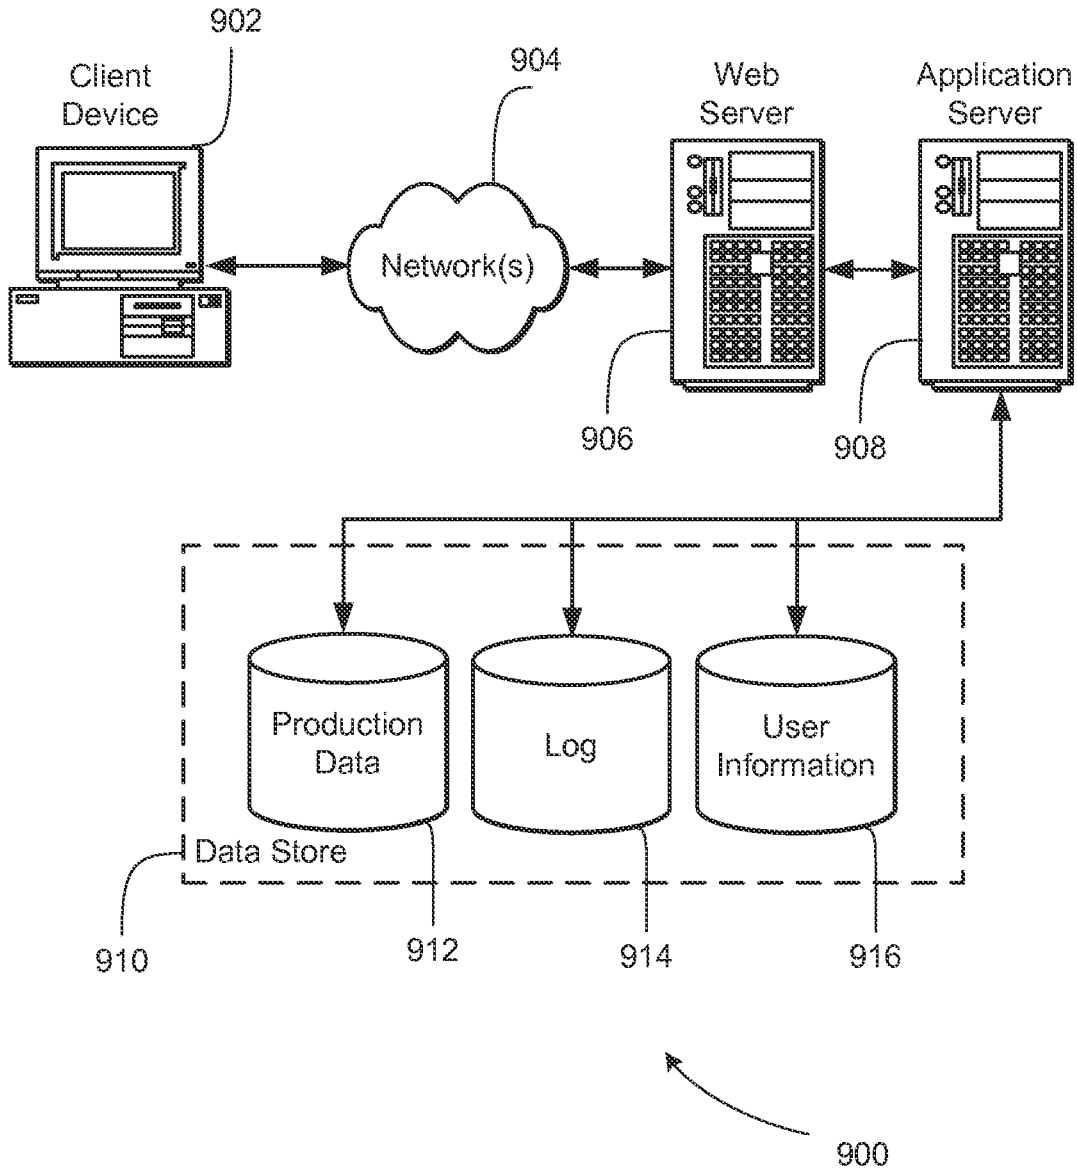 902
904
Client
Device
Web
Server
Application
Server
Network(s)
906
908
Production
Data
Log
User
Information
Data Store
910
912
914
916
900